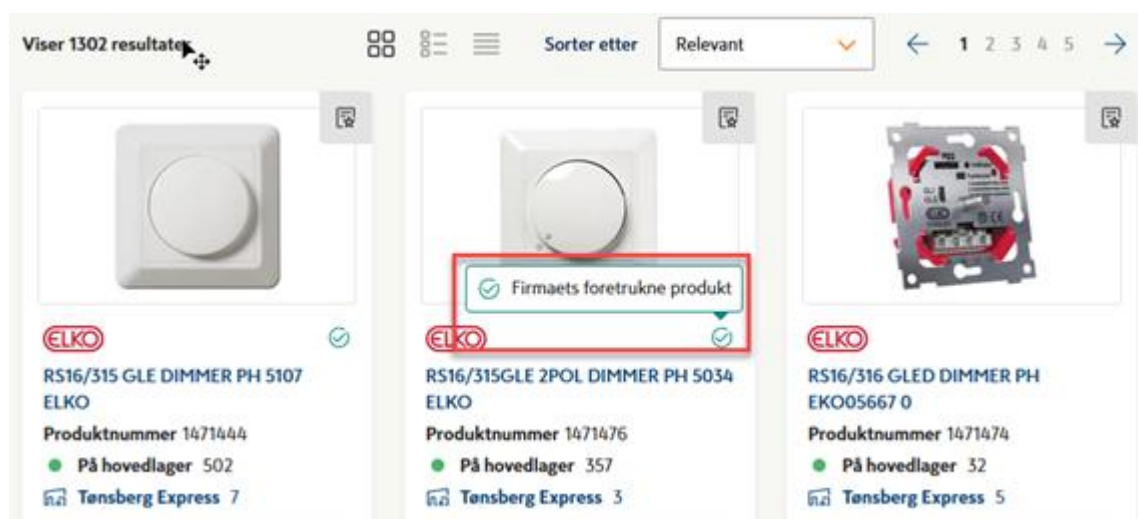 Viser 1302 resultater
Sorter etter
Relevant
1 2 3 4 5
Firmaets foretrukne produkt
ELKO
RS16/315 GLE DIMMER PH 5107
ELKO
Produktnummer 1471444
På hovedlager 502
Tønsberg Express 7
ELKO
RS16/315GLE 2POL DIMMER PH 5034
ELKO
Produktnummer 1471476
På hovedlager 357
Tønsberg Express 3
ELKO
RS16/316 GLED DIMMER PH
EKO05667 0
Produktnummer 1471474
På hovedlager 32
Tønsberg Express 5